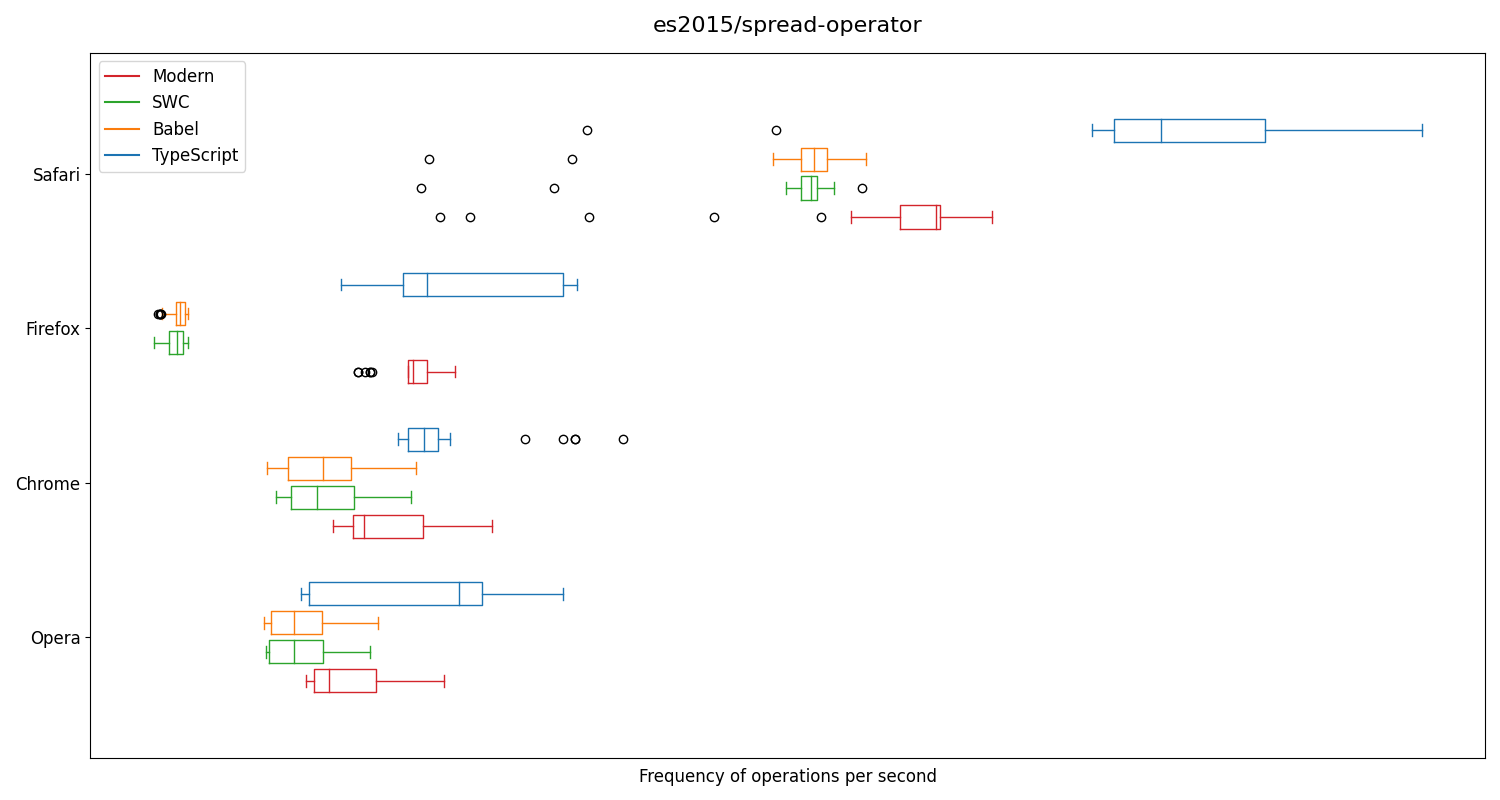 es2015/spread-operator
Modern
SWC
Babel
TypeScript
Safari
Firefox
Chrome
Opera
Frequency of operations per second